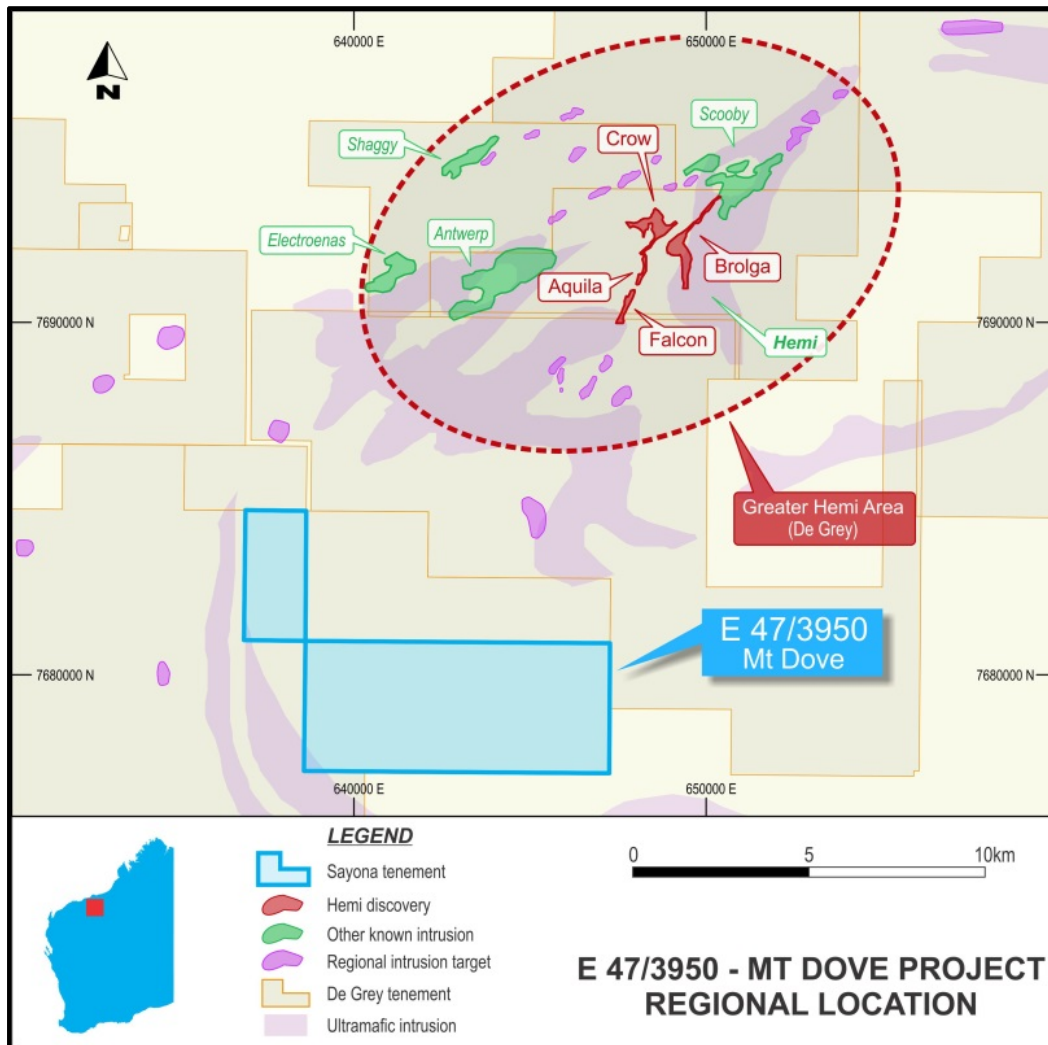 640000 E
650000 E
N
Scooby
Crow
Shaggy
Electroenas
Antwerp
Brolga
Aquila
7690000 N
7690000 N
Falcon
Hemi
Greater Hemi Area
(De Grey)
E 47/3950
Mt Dove
7680000 N
7680000 N
640000 E
650000 E
LEGEND
Sayona tenement
Hemi discovery
Other known intrusion
Regional intrusion target
De Grey tenement
Ultramafic intrusion
0 5 10km
E 47/3950 - MT DOVE PROJECT
REGIONAL LOCATION